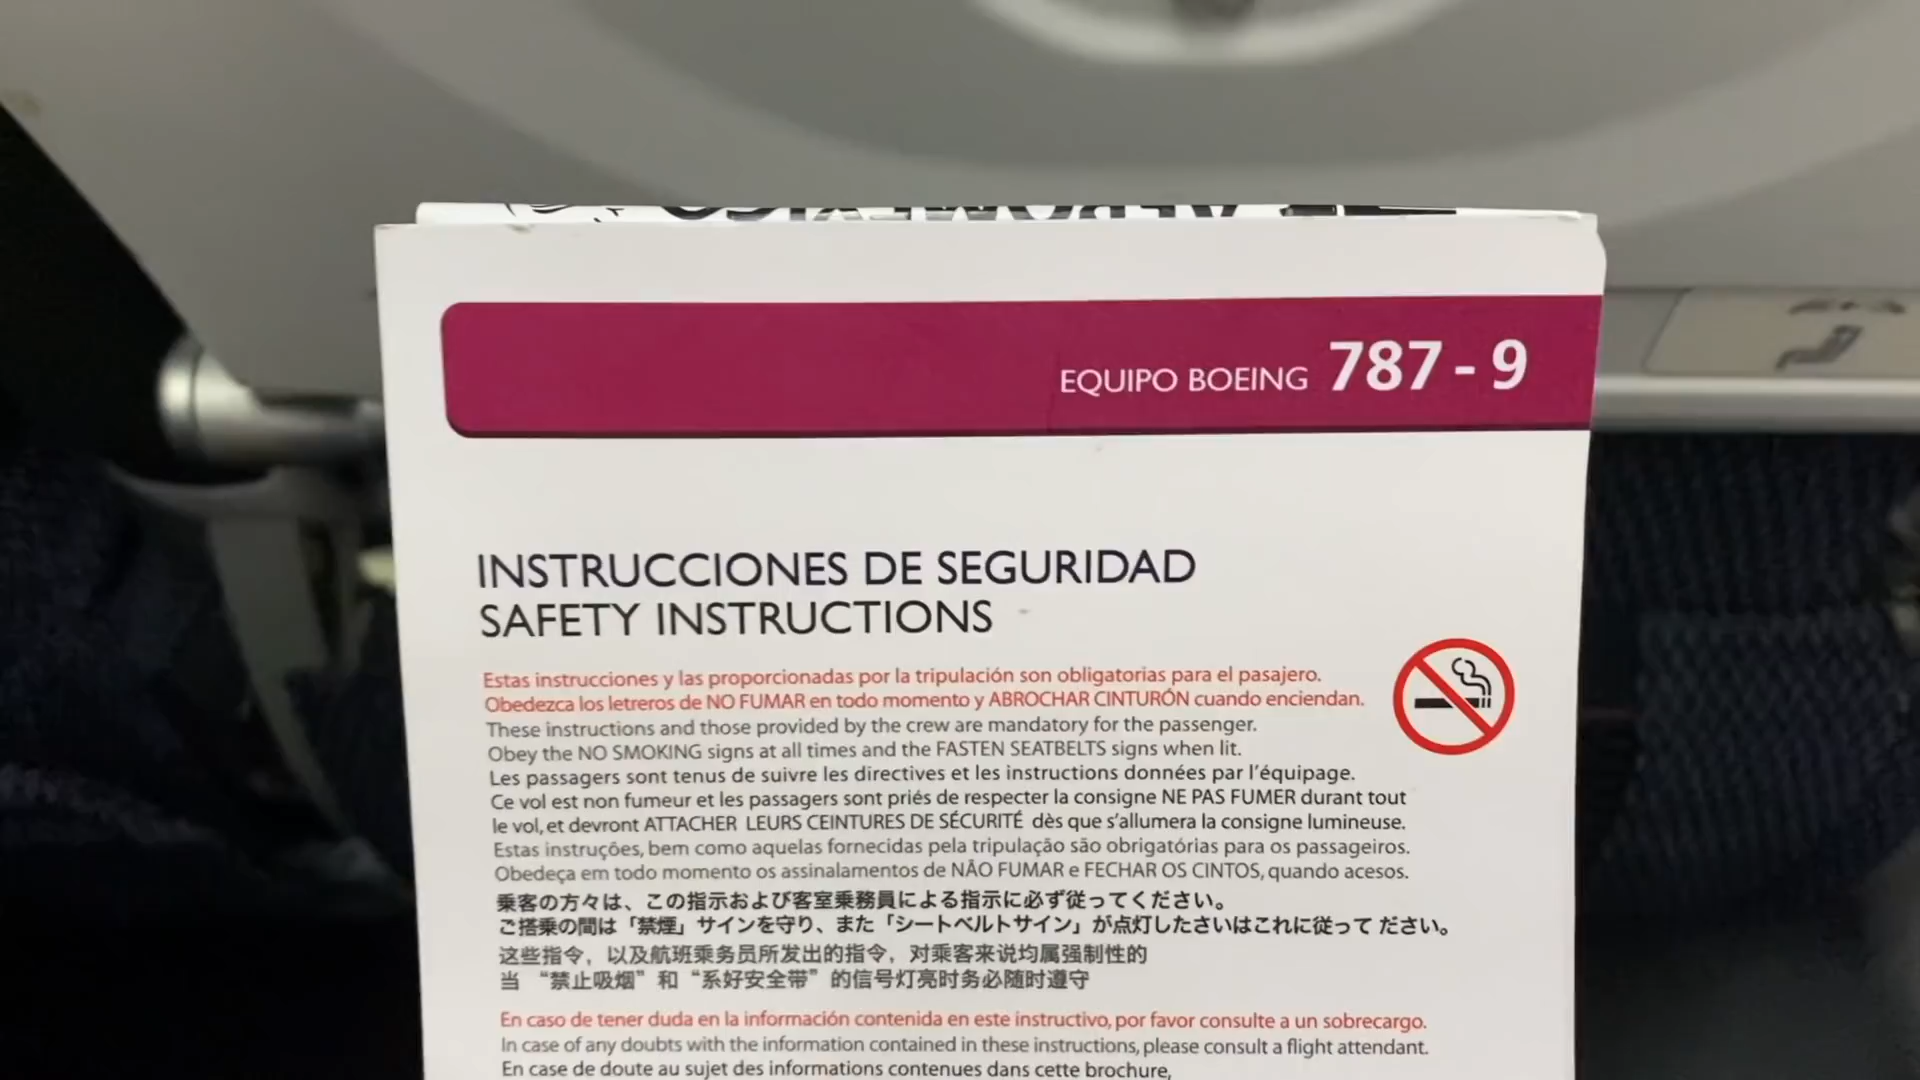 EQUIPO BOEING 787 - 9
INSTRUCCIONES DE SEGURIDAD
SAFETY INSTRUCTIONS
Estas instrucciones y las proporcionadas por la tripulación son obligatorias para el pasajero.
Obedezca los letreros de NO FUMAR en todo momento y ABROCHAR CINTURÓN cuando enciendan.
These instructions and those provided by the crew are mandatory for the passenger.
Obey the NO SMOKING signs at all times and the FASTEN SEATBELTS signs when lit.
Les passagers sont tenus de suivre les directives et les instructions données par l'équipage.
Ce vol est non fumeur et les passagers sont priés de respecter la consigne NE PAS FUMER durant tout
le vol, et devront ATTACHER LEURS CEINTURES DE SÉCURITÉ dès que s'allumera la consigne lumineuse.
Estas instruções, bem como aquelas fornecidas pela tripulação são obrigatórias para os passageiros.
Obedeça em todo momento os assinalamentos de NÃO FUMAR e FECHAR OS CINTOS, quando acesos.
乗客の方々は、この指示および客室乗務員による指示に必ず従ってください。
ご搭乗の間は「禁煙」サインを守り、また「シートベルトサイン」が点灯したさいはこれに従って ださい。
这些指令，以及航班乘务员所发出的指令，对乘客来说均属强制性的
当 “禁止吸烟” 和 “系好安全带” 的信号灯亮时务必随时遵守
En caso de tener duda en la información contenida en este instructivo, por favor consulte a un sobrecargo.
In case of any doubts with the information contained in these instructions, please consult a flight attendant.
En case de doute au sujet des informations contenues dans cette brochure,